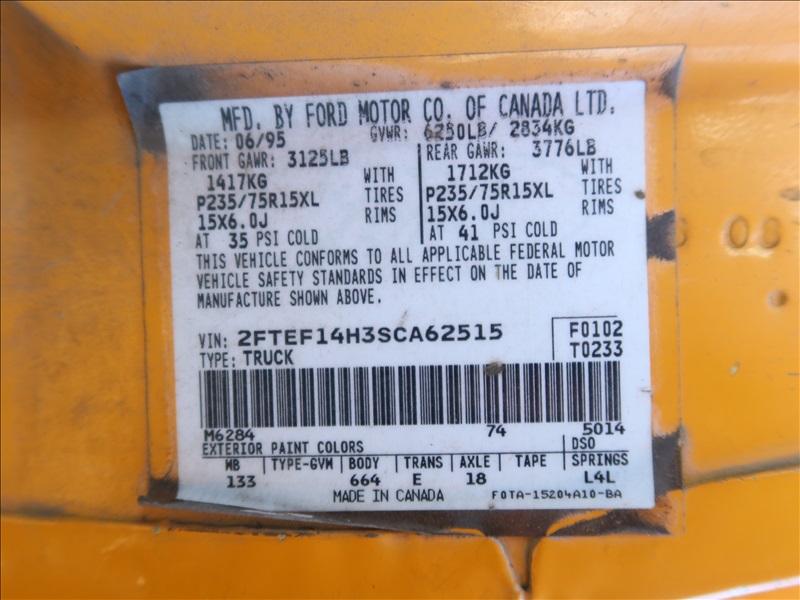 MFD. BY FORD MOTOR CO. OF CANADA LTD.
DATE: 06/95 GVWR: 6250LB/ 2834KG
FRONT GAWR: 3125LB REAR GAWR: 3776LB
1417KG WITH 1712KG WITH
P235/75R15XL TIRES P235/75R15XL TIRES
15X6.0J RIMS 15X6.0J RIMS
AT 35 PSI COLD AT 41 PSI COLD
THIS VEHICLE CONFORMS TO ALL APPLICABLE FEDERAL MOTOR
VEHICLE SAFETY STANDARDS IN EFFECT ON THE DATE OF
MANUFACTURE SHOWN ABOVE.
VIN: 2FTEF14H3SCA62515 F0102
TYPE: TRUCK T0233
M6284 74 5014
EXTERIOR PAINT COLORS DSO
WB TYPE-GVW BODY TRANS AXLE TAPE SPRINGS
133 664 E 18 L4L
MADE IN CANADA F0TA-15204A10-BA